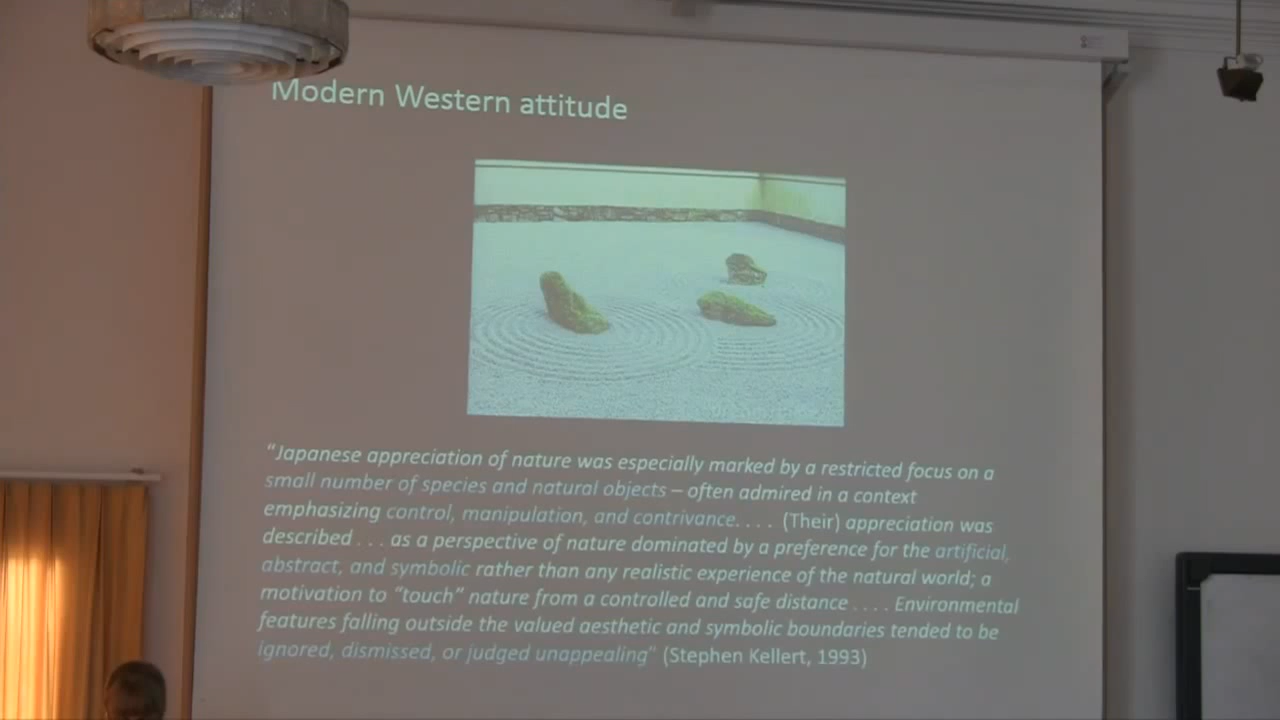 Modern Western attitude
“Japanese appreciation of nature was especially marked by a restricted focus on a
small number of species and natural objects – often admired in a context
emphasizing control, manipulation, and contrivance. . . . (Their) appreciation was
described . . . as a perspective of nature dominated by a preference for the artificial,
abstract, and symbolic rather than any realistic experience of the natural world; a
motivation to “touch” nature from a controlled and safe distance . . . . Environmental
features falling outside the valued aesthetic and symbolic boundaries tended to be
ignored, dismissed, or judged unappealing” (Stephen Kellert, 1993)